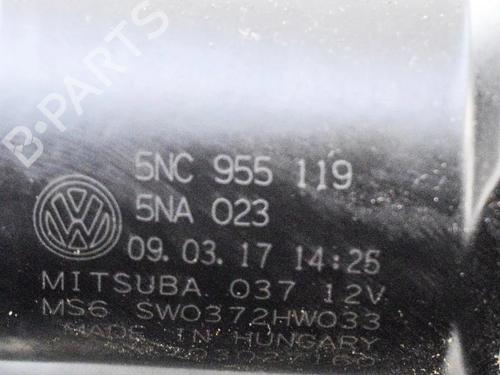 B-PARTS
5NC 955 119
5NA 023
09.03.17 14:25
MITSUBA 037 12V
MS6 SW0372HW033
MADE IN HUNGARY